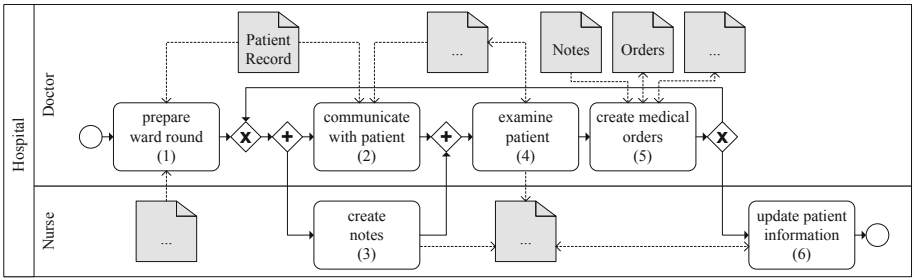 Hospital
Doctor
Nurse
Patient
Record
...
Notes
Orders
...
prepare
ward round
(1)
X
+
communicate
with patient
(2)
+
examine
patient
(4)
create medical
orders
(5)
X
...
create
notes
(3)
...
update patient
information
(6)